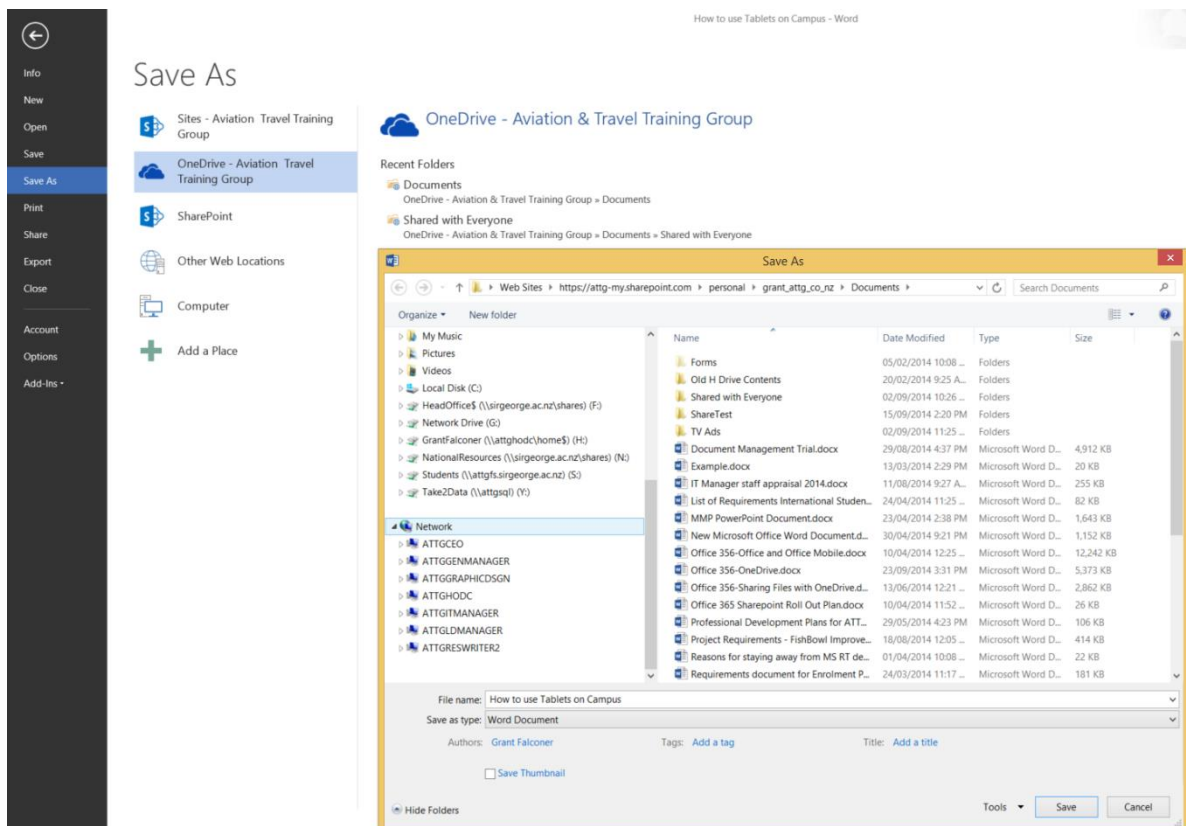 How to use Tablets on Campus - Word
Info
New
Open
Save
Save As
Print
Share
Export
Close
Account
Options
Add-Ins
Save As
Sites - Aviation Travel Training
Group
OneDrive - Aviation Travel
Training Group
SharePoint
Other Web Locations
Computer
Add a Place
OneDrive - Aviation & Travel Training Group
Recent Folders
Documents
OneDrive - Aviation & Travel Training Group » Documents
Shared with Everyone
OneDrive - Aviation & Travel Training Group » Documents » Shared with Everyone
Save As
Web Sites https://attg-my.sharepoint.com personal grant_attg_co_nz Documents Search Documents
Organize New folder
My Music
Pictures
Videos
Local Disk (C:)
HeadOffice$ (\\sirgeorge.ac.nz\shares) (F:)
Network Drive (G:)
GrantFalconer (\\attghodc\home$) (H:)
NationalResources (\\sirgeorge.ac.nz\shares) (N:)
Students (\\attgfs.sirgeorge.ac.nz) (S:)
Take2Data (\\attgsql) (Y:)
Network
ATTGCEO
ATTGGENMANAGER
ATTGGRAPHICDSGN
ATTGHODC
ATTGITMANAGER
ATTGLDMANAGER
ATTGRESWRITER2
Name Date Modified Type Size
Forms 05/02/2014 10:08 ... Folders
Old H Drive Contents 20/02/2014 9:25 A... Folders
Shared with Everyone 02/09/2014 10:26 ... Folders
ShareTest 15/09/2014 2:20 PM Folders
TV Ads 02/09/2014 11:25 ... Folders
Document Management Trial.docx 29/08/2014 4:37 PM Microsoft Word D... 4,912 KB
Example.docx 13/03/2014 2:29 PM Microsoft Word D... 20 KB
IT Manager staff appraisal 2014.docx 11/08/2014 9:27 A... Microsoft Word D... 255 KB
List of Requirements International Studen... 24/04/2014 11:25 ... Microsoft Word D... 82 KB
MMP PowerPoint Document.docx 23/04/2014 2:38 PM Microsoft Word D... 1,643 KB
New Microsoft Office Word Document.d... 30/04/2014 9:21 PM Microsoft Word D... 1,152 KB
Office 356-Office and Office Mobile.docx 10/04/2014 12:25 ... Microsoft Word D... 12,242 KB
Office 356-OneDrive.docx 23/09/2014 3:31 PM Microsoft Word D... 5,373 KB
Office 356-Sharing Files with OneDrive.d... 13/06/2014 12:21 ... Microsoft Word D... 2,862 KB
Office 365 Sharepoint Roll Out Plan.docx 10/04/2014 11:52 ... Microsoft Word D... 26 KB
Professional Development Plans for ATT... 29/05/2014 4:23 PM Microsoft Word D... 106 KB
Project Requirements - FishBowl Improve... 18/08/2014 12:05 ... Microsoft Word D... 414 KB
Reasons for staying away from MS RT de... 01/04/2014 10:08 ... Microsoft Word D... 22 KB
Requirements document for Enrolment P... 24/03/2014 11:17 ... Microsoft Word D... 181 KB
File name: How to use Tablets on Campus
Save as type: Word Document
Authors: Grant Falconer Tags: Add a tag Title: Add a title
Save Thumbnail
Hide Folders Tools Save Cancel